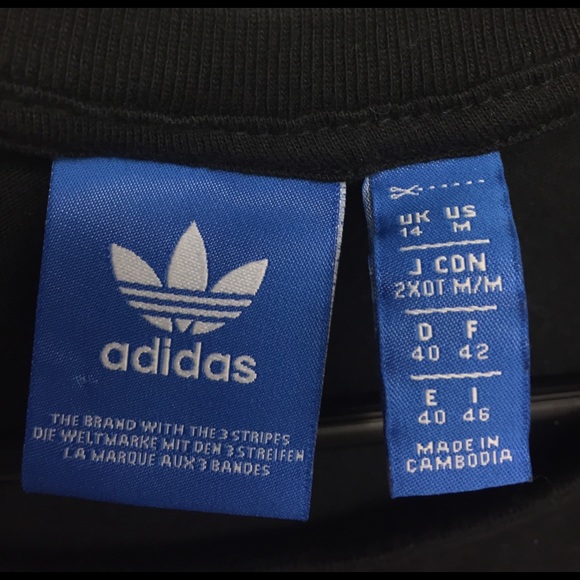 adidas
THE BRAND WITH THE 3 STRIPES
DIE WELTMARKE MIT DEN 3 STREIFEN
LA MARQUE AUX 3 BANDES
UK US
14 M
J CDN
2XOT M/M
D F
40 42
E I
40 46
MADE IN
CAMBODIA